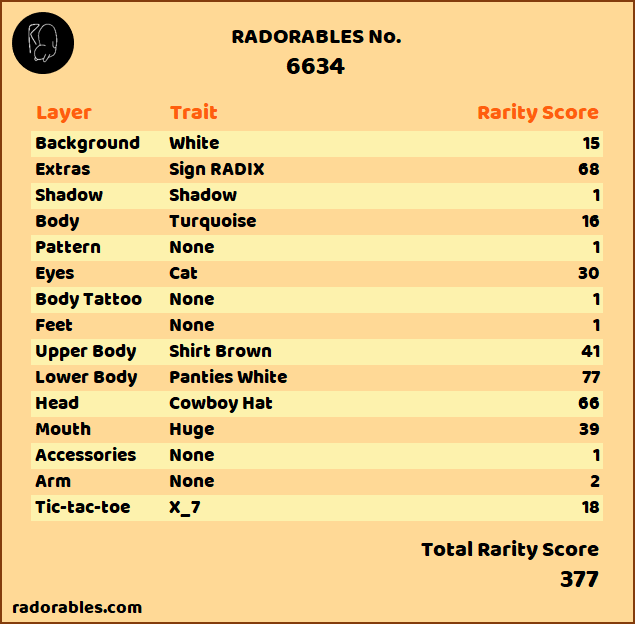 RADORABLES No.
6634
Layer Trait Rarity Score
Background White 15
Extras Sign RADIX 68
Shadow Shadow 1
Body Turquoise 16
Pattern None 1
Eyes Cat 30
Body Tattoo None 1
Feet None 1
Upper Body Shirt Brown 41
Lower Body Panties White 77
Head Cowboy Hat 66
Mouth Huge 39
Accessories None 1
Arm None 2
Tic-tac-toe X_7 18
Total Rarity Score
377
radorables.com